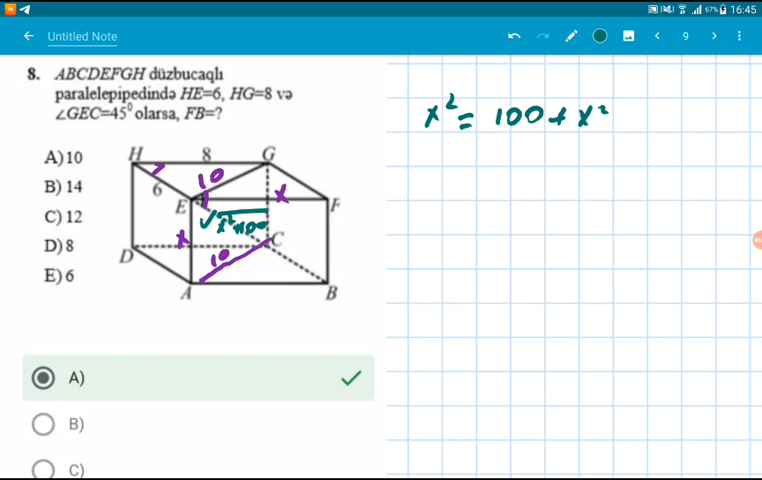 67% 16:45
Untitled Note
9
8. ABCDEFGH düzbucaqlı
paralelepipedində HE=6, HG=8 və
∠GEC=45⁰ olarsa, FB=?
A)10
B) 14
C) 12
D) 8
E) 6
H 8 G
6 10 x
E F
√x²+100
x C
D 10
A B
x² = 100 + x²
A)
B)
C)